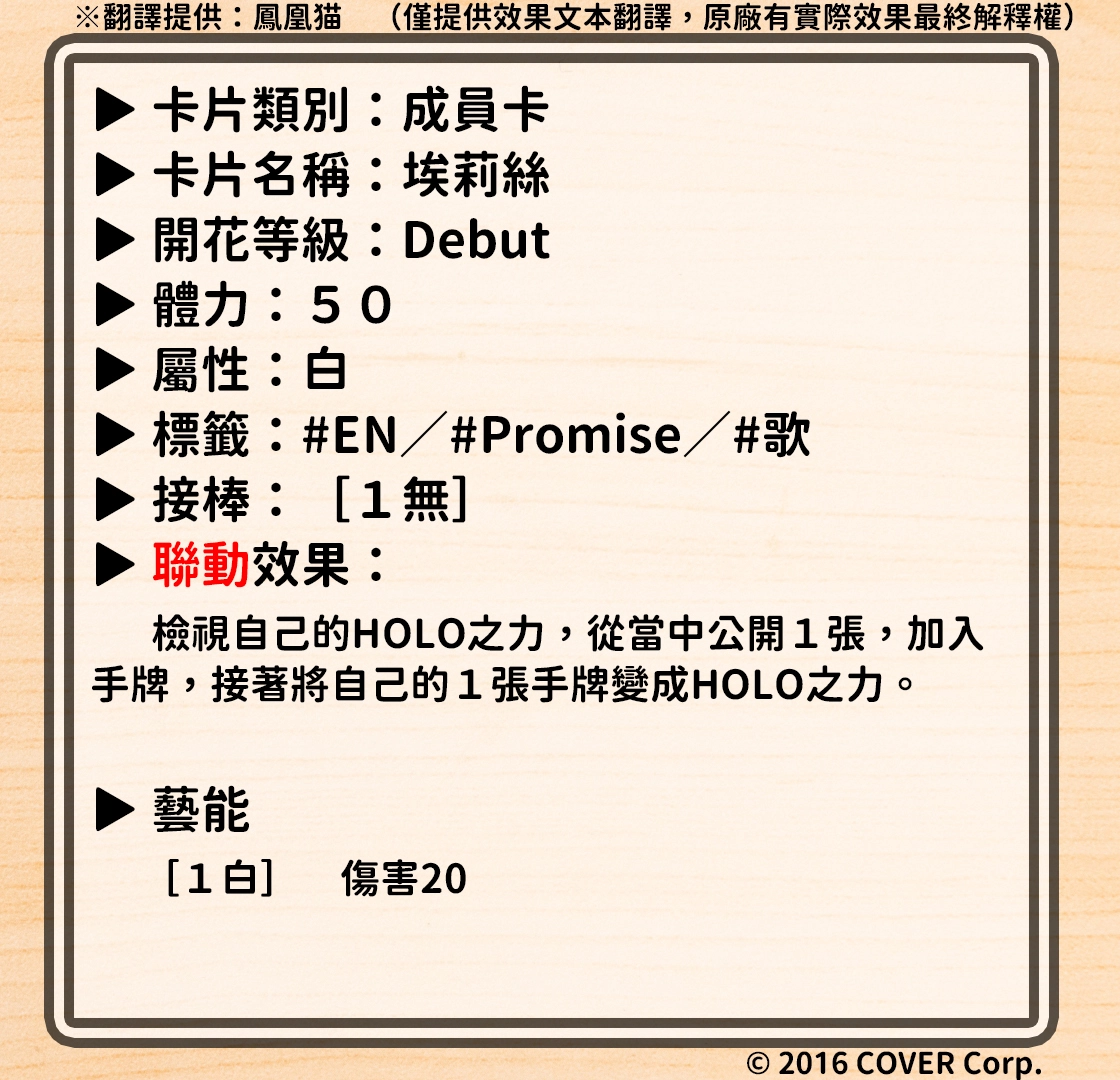 ※翻譯提供：鳳凰猫　（僅提供效果文本翻譯，原廠有實際效果最終解釋權）
▶ 卡片類別：成員卡
▶ 卡片名稱：埃莉絲
▶ 開花等級：Debut
▶ 體力：５０
▶ 屬性：白
▶ 標籤：#EN／#Promise／#歌
▶ 接棒：［１無］
▶ 聯動效果：
檢視自己的HOLO之力，從當中公開１張，加入
手牌，接著將自己的１張手牌變成HOLO之力。
▶ 藝能
［１白］　傷害20
© 2016 COVER Corp.